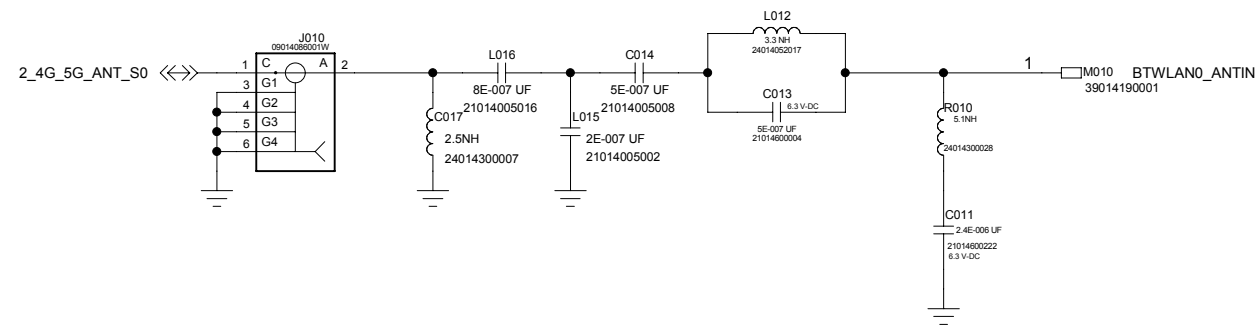 2_4G_5G_ANT_S0
J010
09014086001W
1 C A 2
3 G1
4 G2
5 G3
6 G4
C017
2.5NH
24014300007
L016
8E-007 UF
21014005016
L015
2E-007 UF
21014005002
C014
5E-007 UF
21014005008
L012
3.3 NH
24014052017
C013
6.3 V-DC
5E-007 UF
21014600004
R010
5.1NH
24014300028
C011
2.4E-006 UF
21014600222
6.3 V-DC
1
M010 BTWLAN0_ANTIN
39014190001